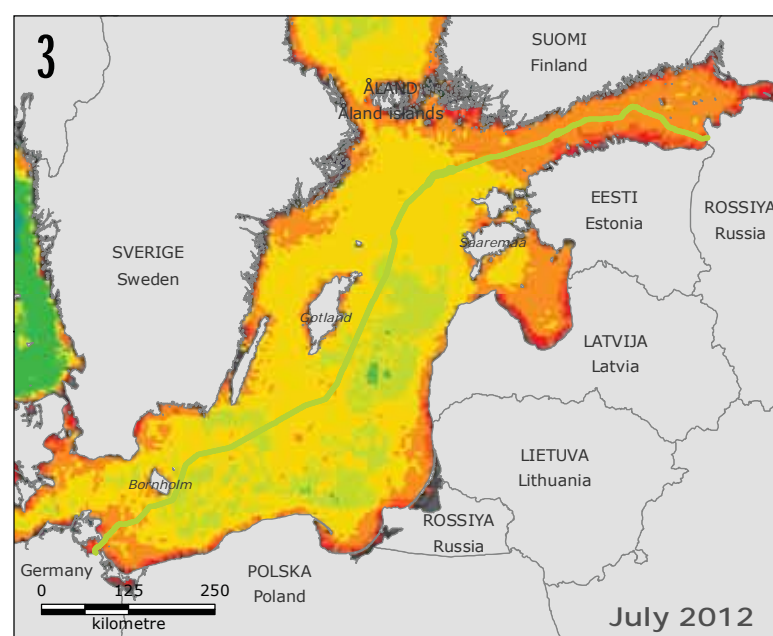 3
SUOMI
Finland
ÅLAND
Åland islands
EESTI
Estonia
ROSSIYA
Russia
SVERIGE
Sweden
Saaremaa
Gotland
LATVIJA
Latvia
LIETUVA
Lithuania
Bornholm
ROSSIYA
Russia
Germany
POLSKA
Poland
0 125 250
kilometre
July 2012